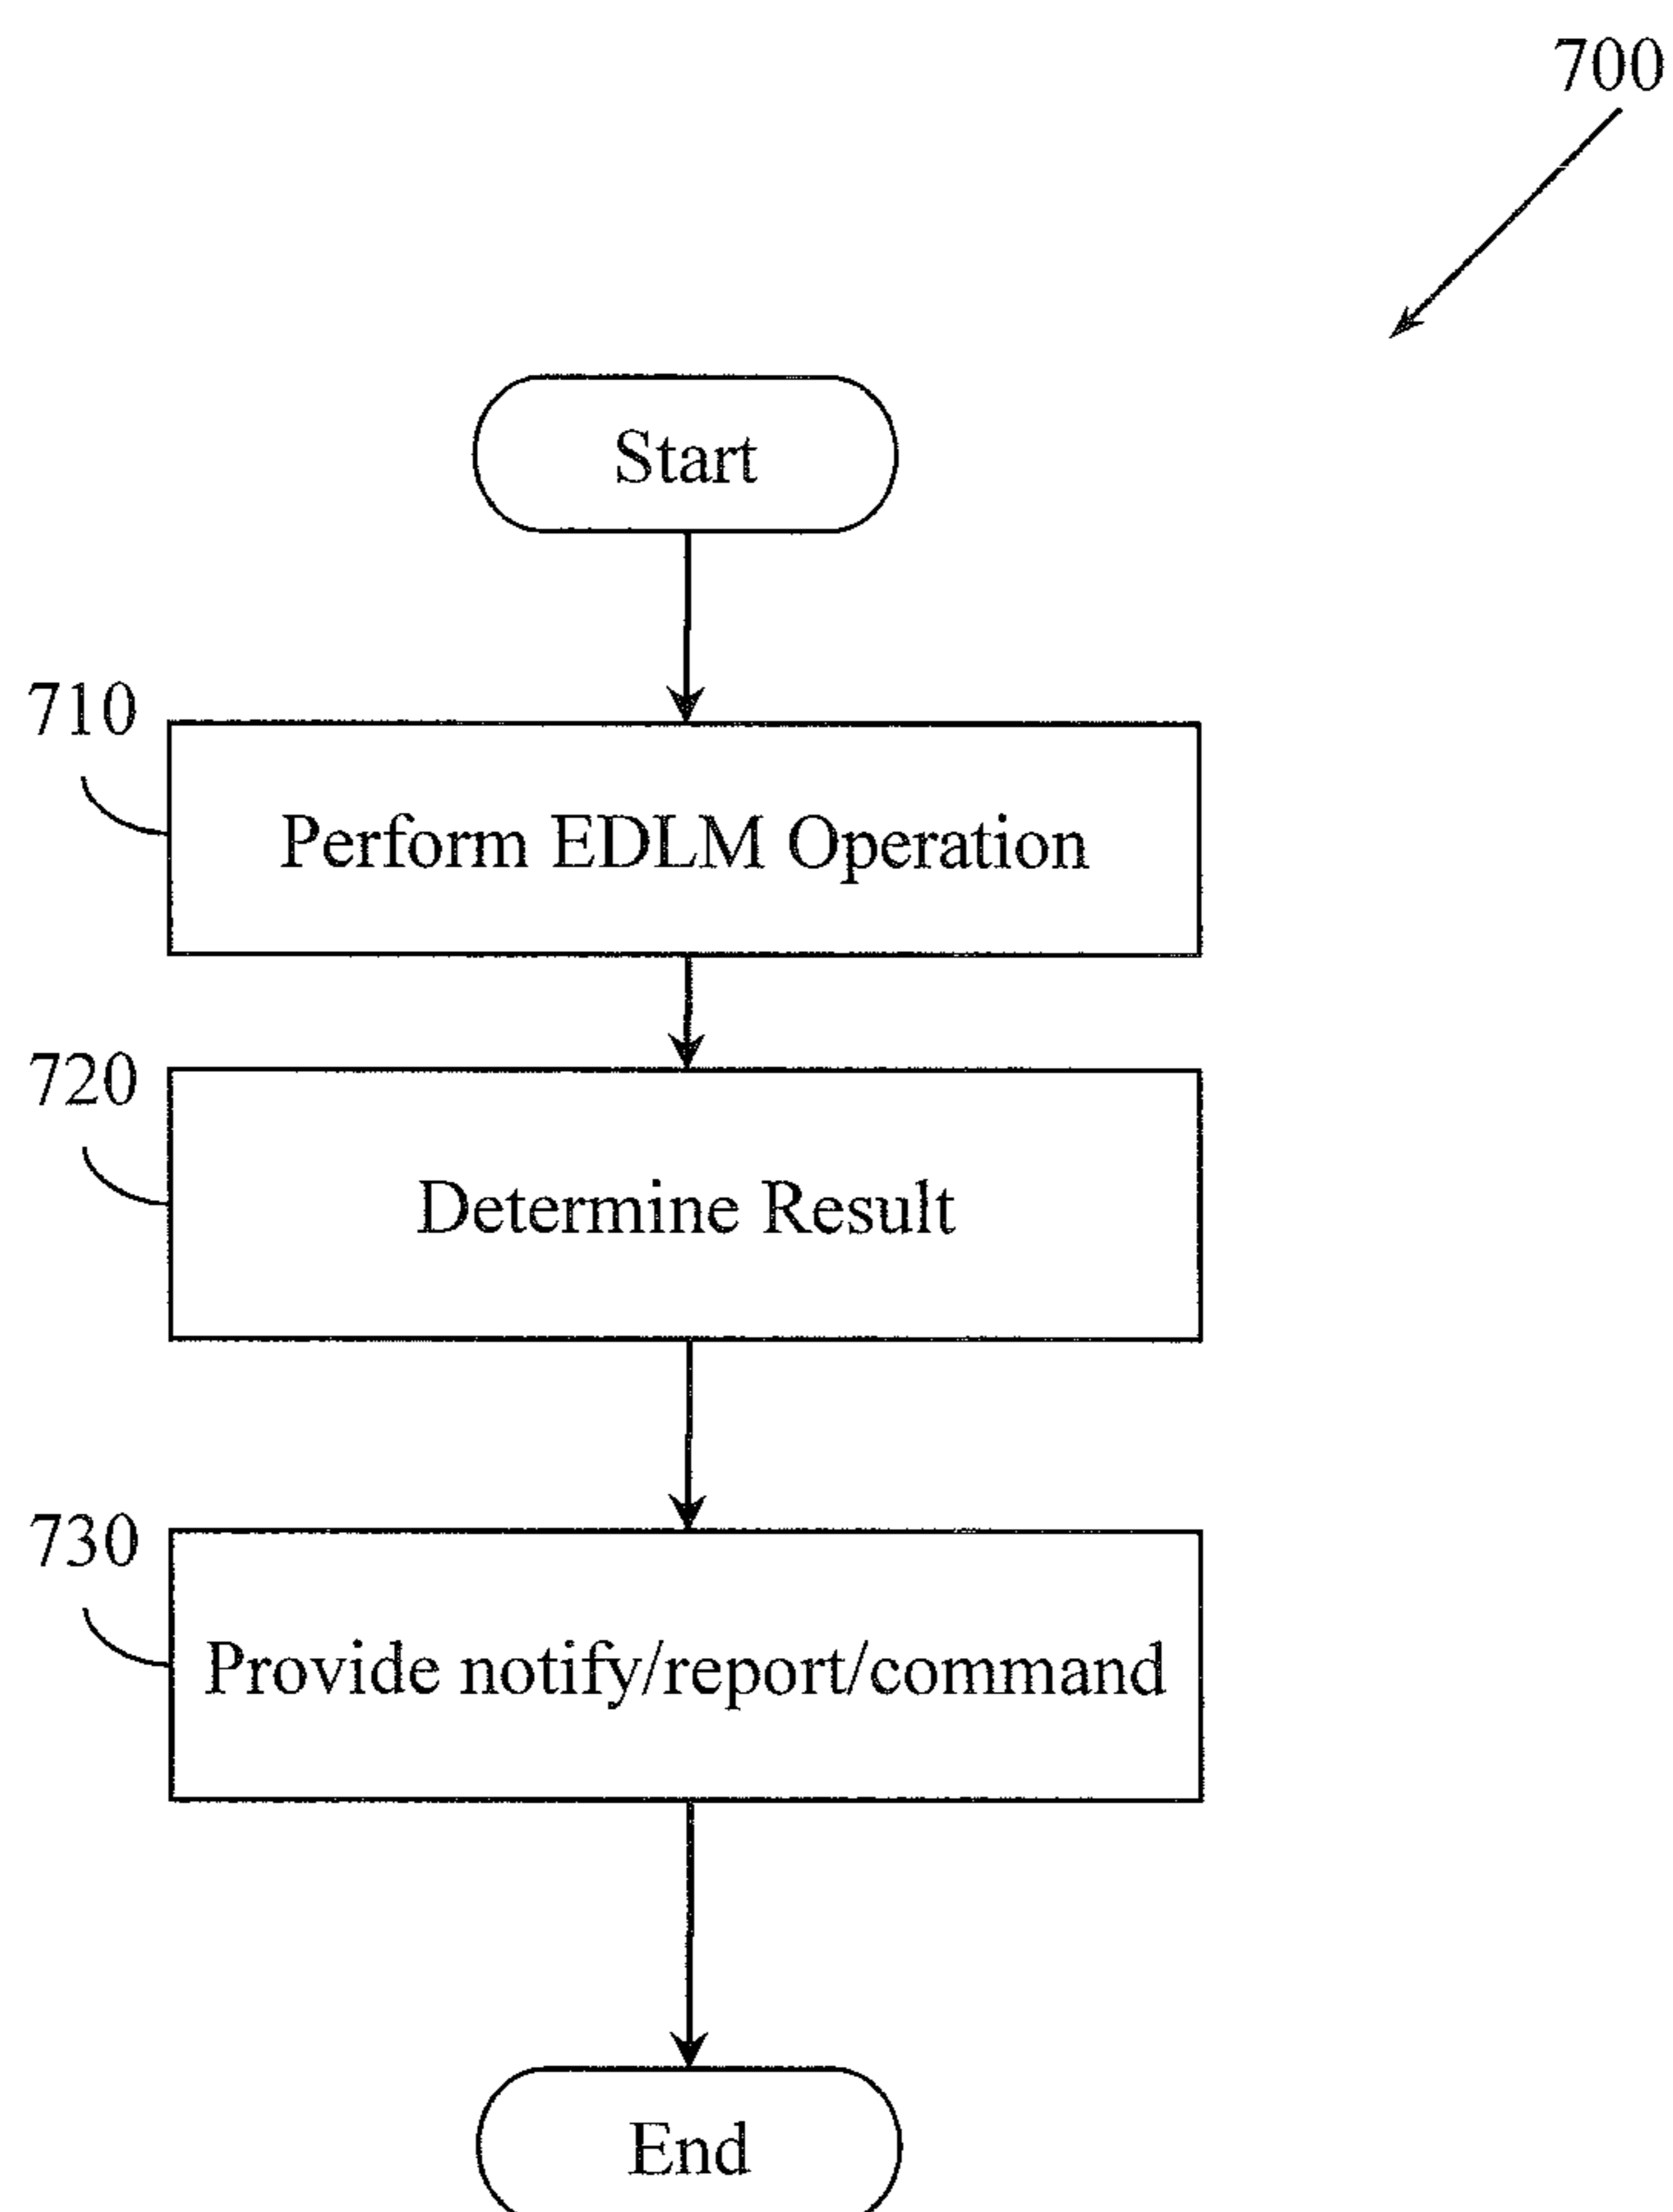 700
Start
710
Perform EDLM Operation
720
Determine Result
730
Provide notify/report/command
End